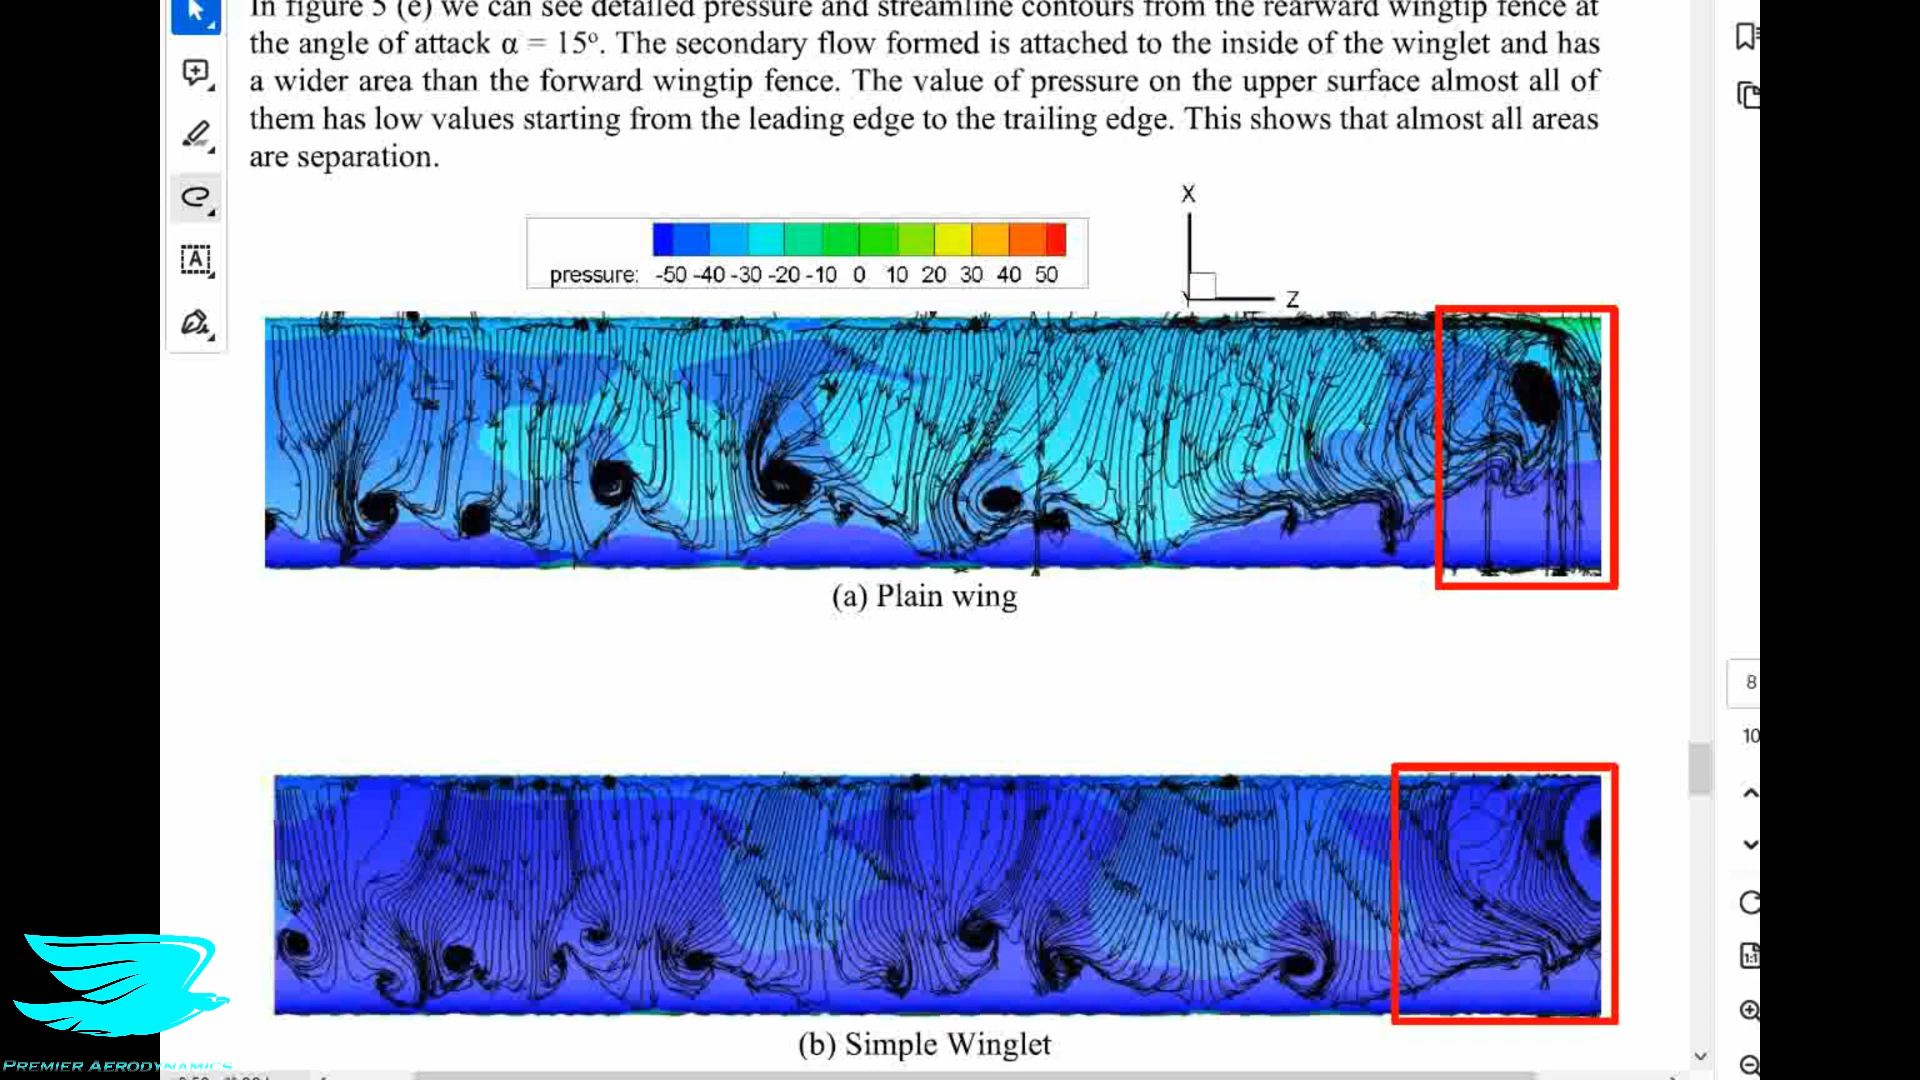 In figure 5 (e) we can see detailed pressure and streamline contours from the rearward wingtip fence at
the angle of attack α = 15º. The secondary flow formed is attached to the inside of the winglet and has
a wider area than the forward wingtip fence. The value of pressure on the upper surface almost all of
them has low values starting from the leading edge to the trailing edge. This shows that almost all areas
are separation.
X
pressure: -50 -40 -30 -20 -10 0 10 20 30 40 50
Z
(a) Plain wing
8
10
(b) Simple Winglet
PREMIER AERODYNAMICS